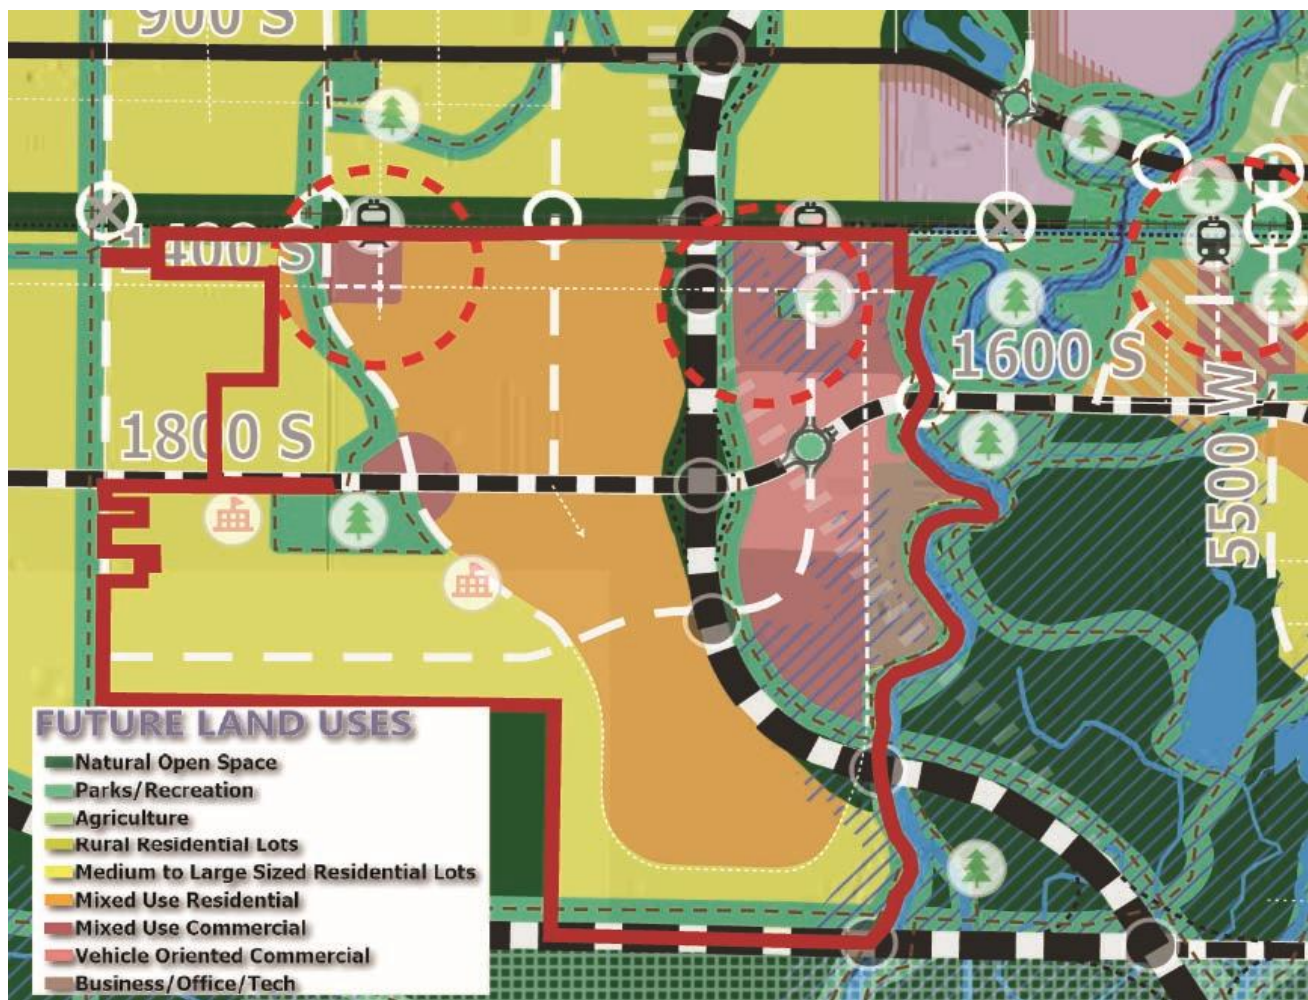 900 S
1400 S
1600 S
1800 S
5500 W
FUTURE LAND USES
Natural Open Space
Parks/Recreation
Agriculture
Rural Residential Lots
Medium to Large Sized Residential Lots
Mixed Use Residential
Mixed Use Commercial
Vehicle Oriented Commercial
Business/Office/Tech